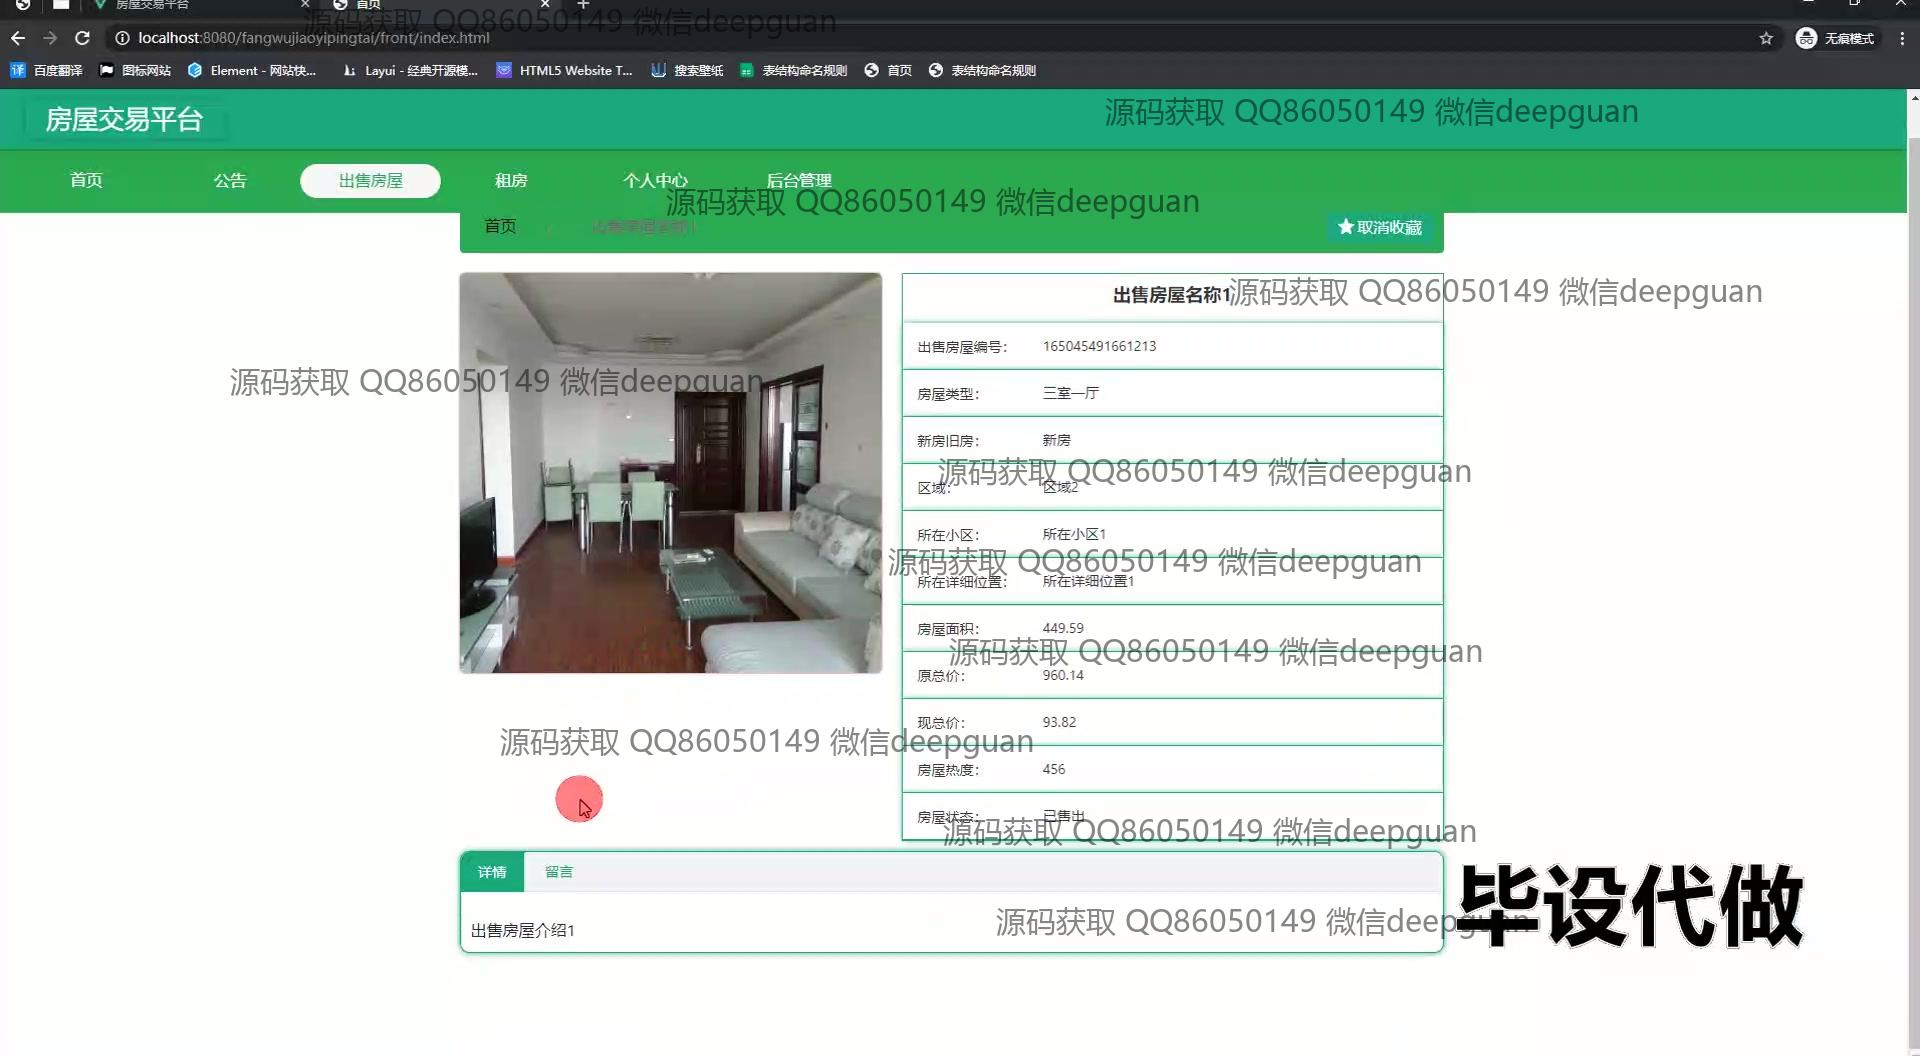 房屋交易平台
首页
源码获取 QQ86050149 微信deepguan
localhost:8080/fangwujiaoyipingtai/front/index.html
无痕模式
百度翻译
图标网站
Element - 网站快...
Layui - 经典开源模...
HTML5 Website T...
搜索壁纸
表结构命名规则
首页
表结构命名规则
房屋交易平台
源码获取 QQ86050149 微信deepguan
首页
公告
出售房屋
租房
个人中心
后台管理
源码获取 QQ86050149 微信deepguan
首页
出售房屋名称1
取消收藏
出售房屋名称1
源码获取 QQ86050149 微信deepguan
出售房屋编号: 165045491661213
源码获取 QQ86050149 微信deepguan
房屋类型: 三室一厅
新房旧房: 新房
源码获取 QQ86050149 微信deepguan
区域: 区域2
所在小区: 所在小区1
源码获取 QQ86050149 微信deepguan
所在详细位置: 所在详细位置1
房屋面积: 449.59
源码获取 QQ86050149 微信deepguan
原总价: 960.14
现总价: 93.82
源码获取 QQ86050149 微信deepguan
房屋热度: 456
房屋状态: 已售出
源码获取 QQ86050149 微信deepguan
详情
留言
源码获取 QQ86050149 微信deepguan
毕设代做
出售房屋介绍1